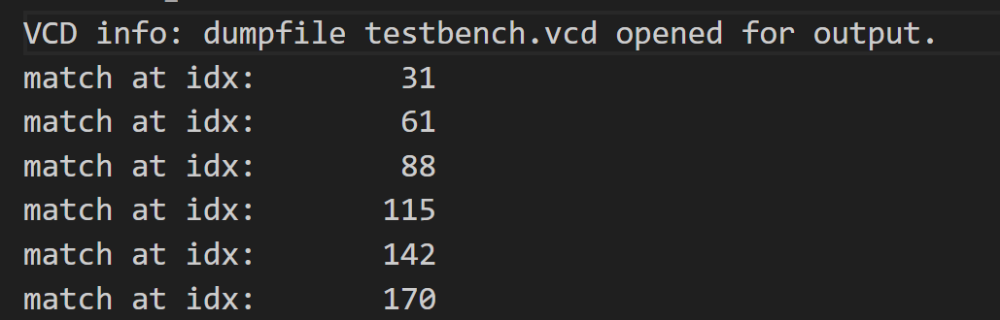 VCD info: dumpfile testbench.vcd opened for output.
match at idx:        31
match at idx:        61
match at idx:        88
match at idx:       115
match at idx:       142
match at idx:       170